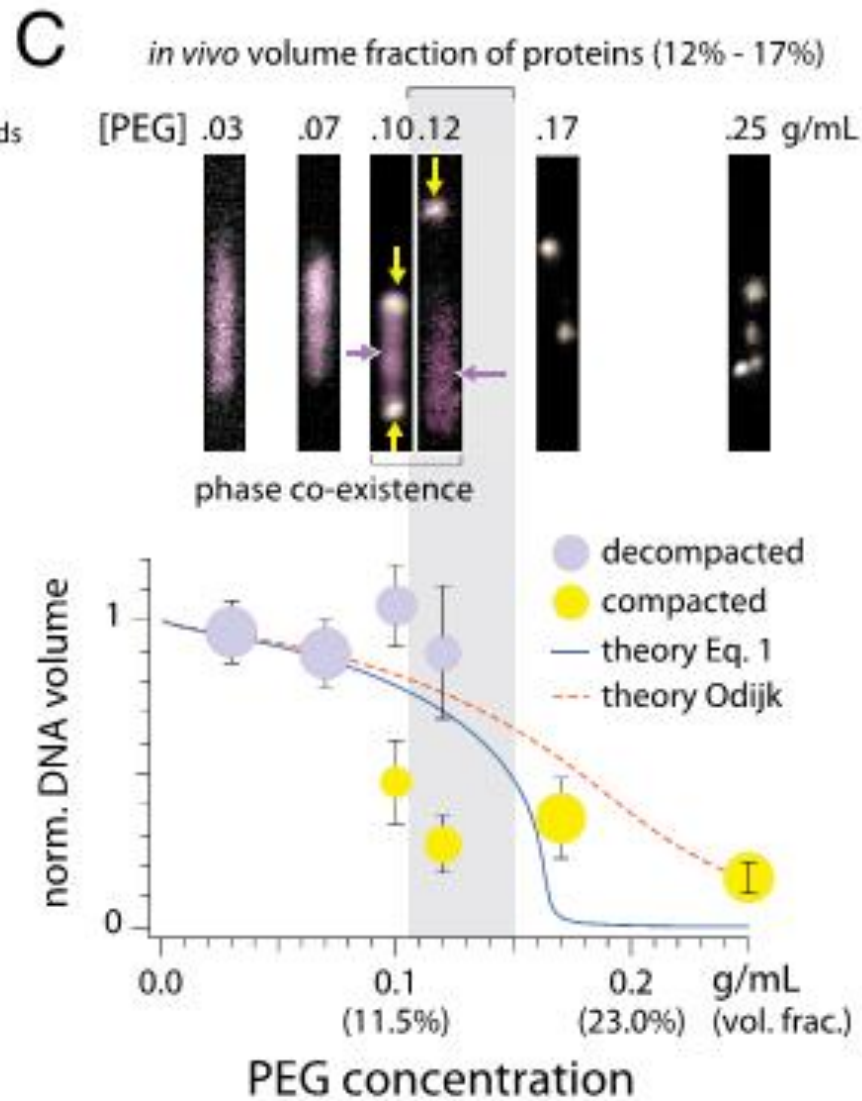 C
in vivo volume fraction of proteins (12% - 17%)
ds
[PEG] .03 .07 .10 .12 .17 .25 g/mL
phase co-existence
decompacted
compacted
theory Eq. 1
theory Odijk
norm. DNA volume
1
0
0.0 0.1 0.2 g/mL
(11.5%) (23.0%) (vol. frac.)
PEG concentration